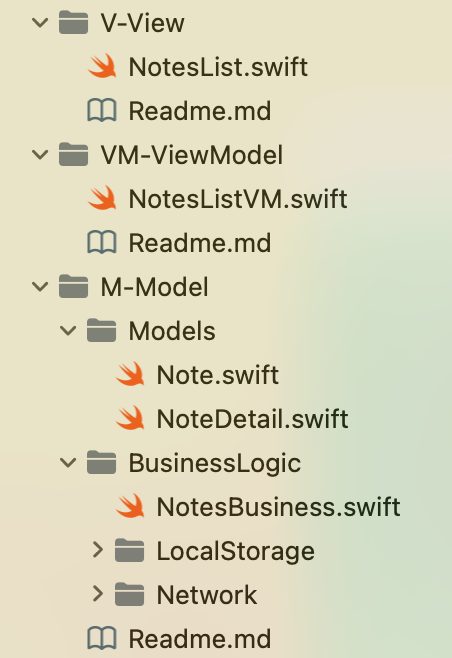 V-View
NotesList.swift
Readme.md
VM-ViewModel
NotesListVM.swift
Readme.md
M-Model
Models
Note.swift
NoteDetail.swift
BusinessLogic
NotesBusiness.swift
LocalStorage
Network
Readme.md